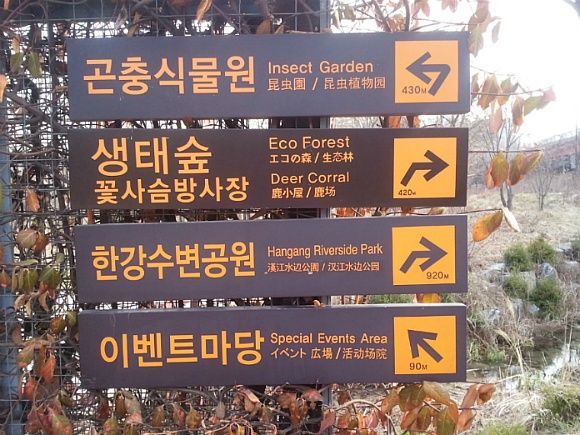 곤충식물원
Insect Garden
昆虫園 / 昆虫植物园
430M
생태숲
Eco Forest
エコの森 / 生态林
꽃사슴방사장
Deer Corral
鹿小屋 / 鹿场
420M
한강수변공원
Hangang Riverside Park
漢江水辺公園 / 汉江水边公园
920M
이벤트마당
Special Events Area
イベント 広場 / 活动场院
90M